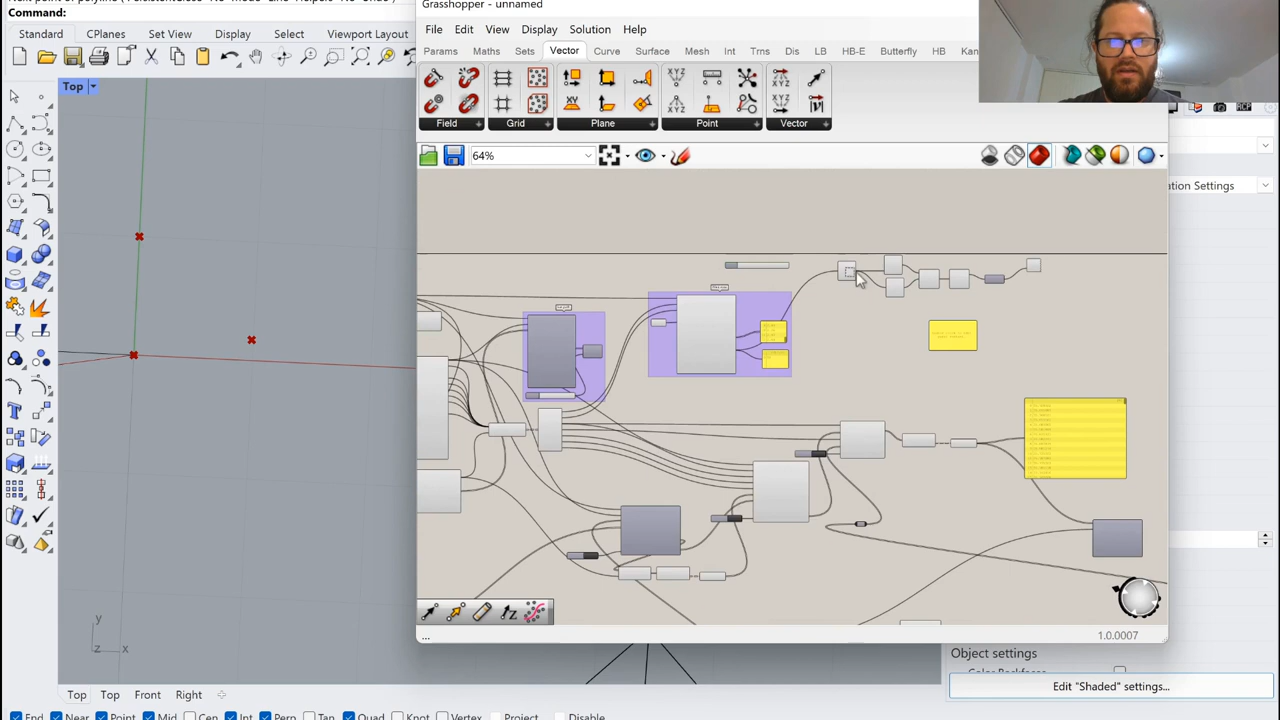 Command:
Standard CPlanes Set View Display Select Viewport Layout
Top
Grasshopper - unnamed
File Edit View Display Solution Help
Params Maths Sets Vector Curve Surface Mesh Int Trns Dis LB HB-E Butterfly HB Kan
Field Grid Plane Point Vector
64%
ation Settings
...
1.0.0007
y
z x
Object settings
Edit "Shaded" settings...
Top Top Front Right
End Near Point Mid Cen Int Perp Tan Quad Knot Vertex Project Disable